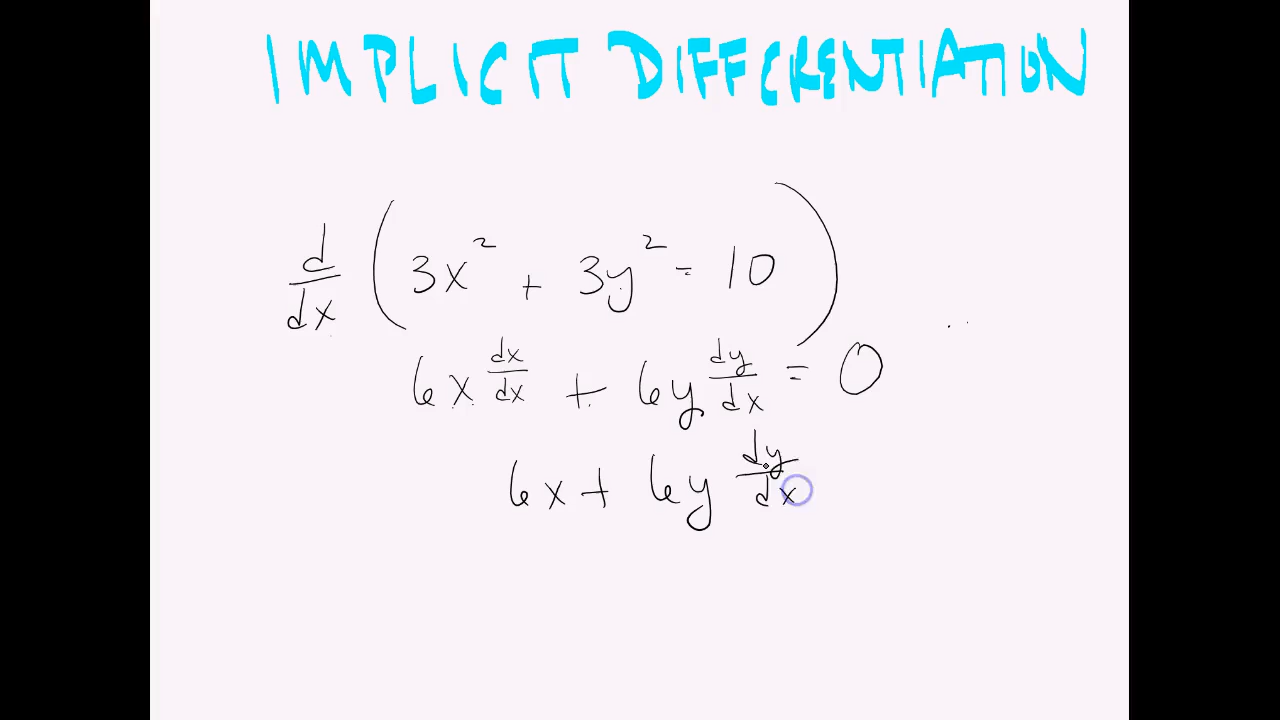 IMPLICIT DIFFERENTIATION
d/dx (3x² + 3y² = 10)
6x dx/dx + 6y dy/dx = 0
6x + 6y dy/dx